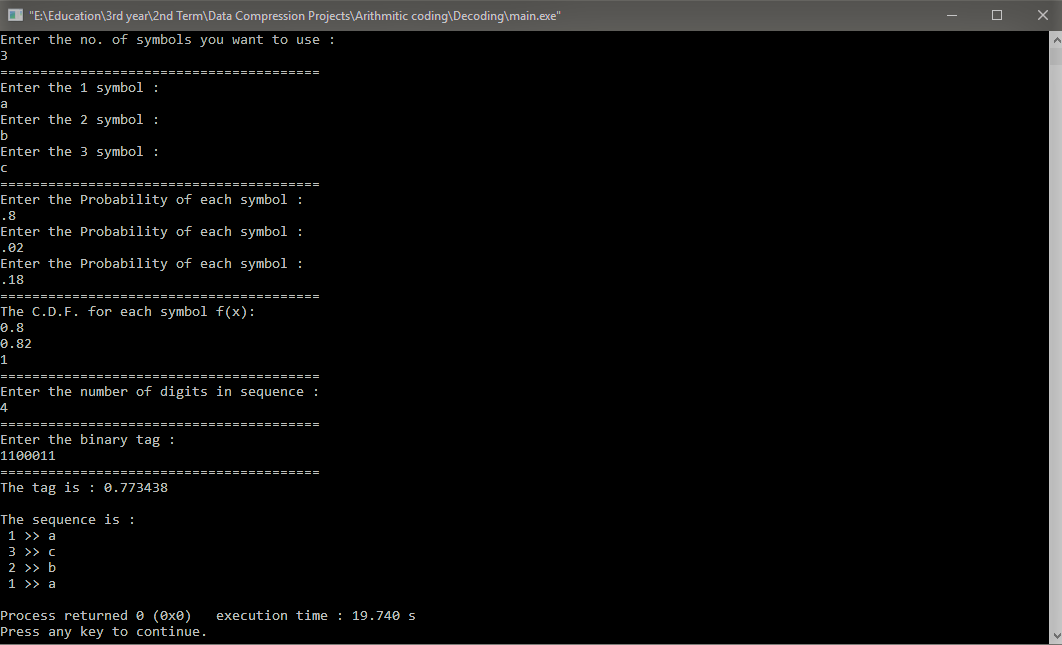 "E:\Education\3rd year\2nd Term\Data Compression Projects\Arithmitic coding\Decoding\main.exe"
Enter the no. of symbols you want to use :
3
========================================
Enter the 1 symbol :
a
Enter the 2 symbol :
b
Enter the 3 symbol :
c
========================================
Enter the Probability of each symbol :
.8
Enter the Probability of each symbol :
.02
Enter the Probability of each symbol :
.18
========================================
The C.D.F. for each symbol f(x):
0.8
0.82
1
========================================
Enter the number of digits in sequence :
4
========================================
Enter the binary tag :
1100011
========================================
The tag is : 0.773438
The sequence is :
1 >> a
3 >> c
2 >> b
1 >> a
Process returned 0 (0x0)   execution time : 19.740 s
Press any key to continue.